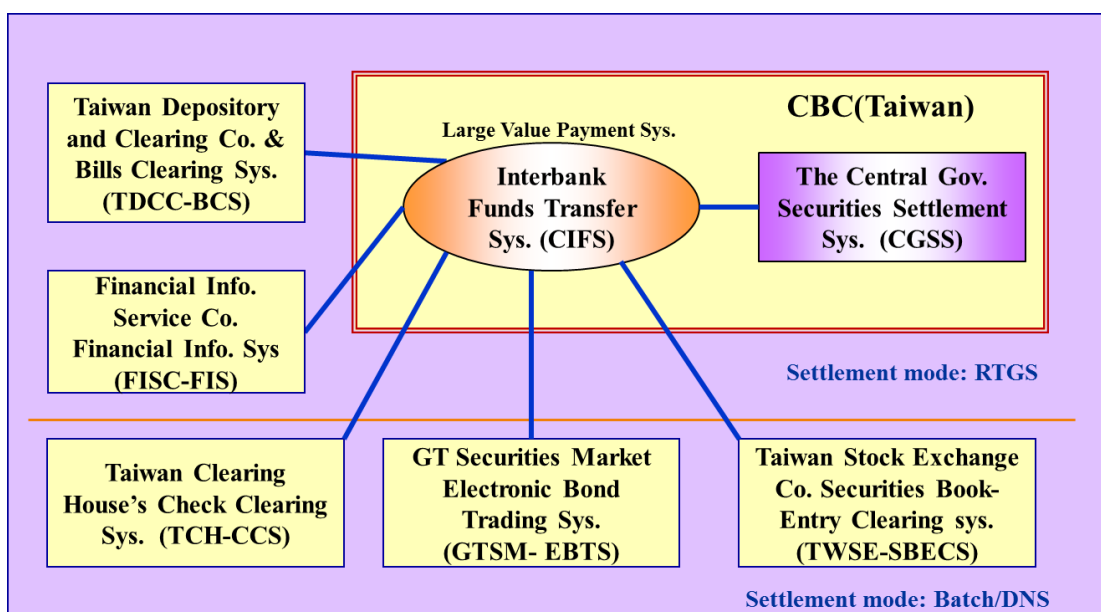 Taiwan Depository
and Clearing Co. &
Bills Clearing Sys.
(TDCC-BCS)
CBC(Taiwan)
Large Value Payment Sys.
Interbank
Funds Transfer
Sys. (CIFS)
The Central Gov.
Securities Settlement
Sys. (CGSS)
Financial Info.
Service Co.
Financial Info. Sys
(FISC-FIS)
Settlement mode: RTGS
Taiwan Clearing
House's Check Clearing
Sys. (TCH-CCS)
GT Securities Market
Electronic Bond
Trading Sys.
(GTSM- EBTS)
Taiwan Stock Exchange
Co. Securities Book-
Entry Clearing sys.
(TWSE-SBECS)
Settlement mode: Batch/DNS